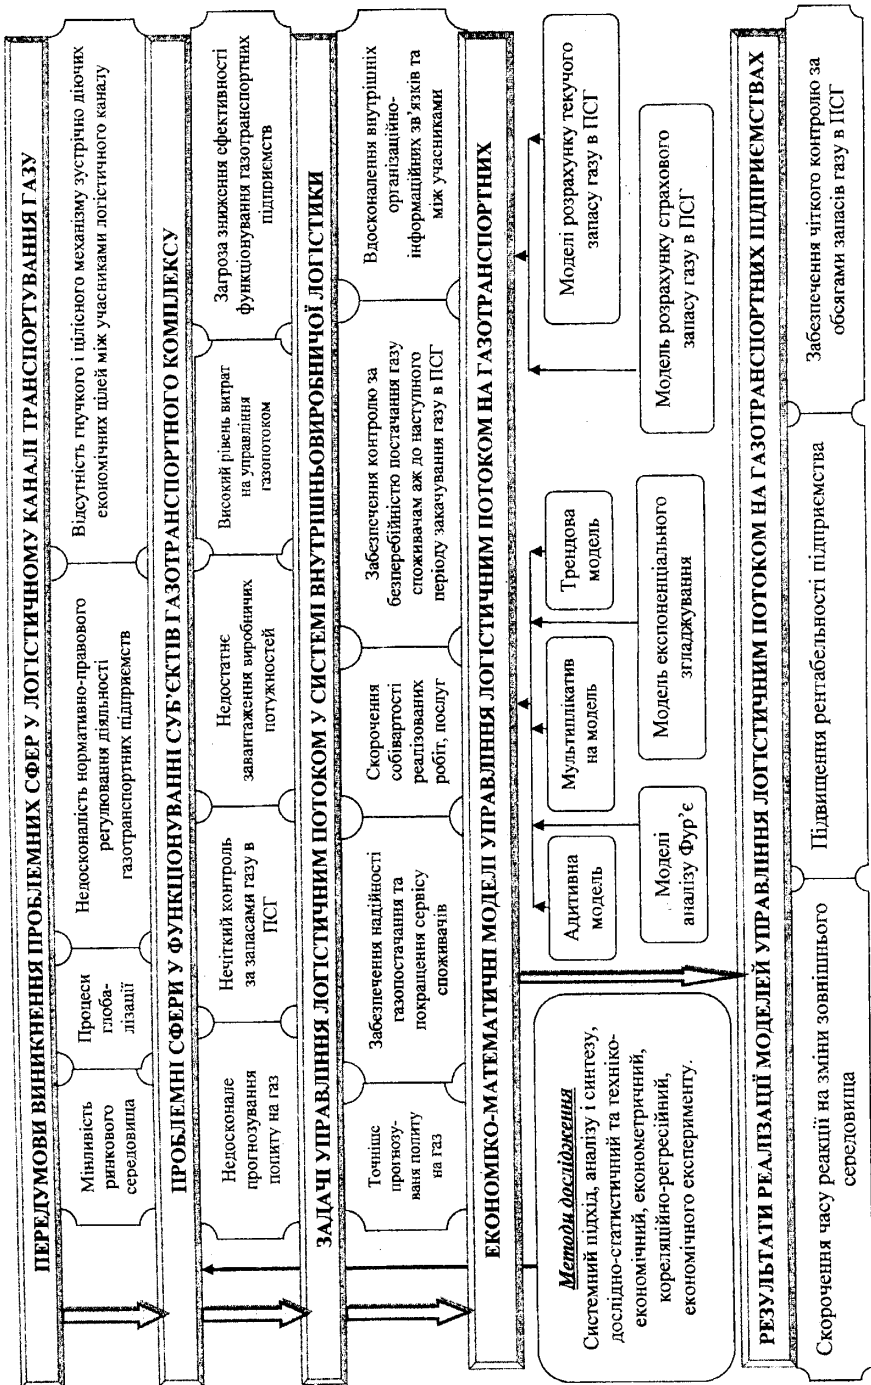 ПЕРЕДУМОВИ ВИНИКНЕННЯ ПРОБЛЕМНИХ СФЕР У ЛОГІСТИЧНОМУ КАНАЛІ ТРАНСПОРТУВАННЯ ГАЗУ
Мінливість
ринкового
середовища
Процеси
глоба-
лізації
Недосконалість нормативно-правового
регулювання діяльності
газотранспортних підприємств
Відсутність гнучкого і цілісного механізму зустрічно діючих
економічних цілей між учасниками логістичного каналу
ПРОБЛЕМНІ СФЕРИ У ФУНКЦІОНУВАННІ СУБ'ЄКТІВ ГАЗОТРАНСПОРТНОГО КОМПЛЕКСУ
Недосконале
прогнозування
попиту на газ
Нечіткий контроль
за запасами газу в
ПСГ
Недостатнє
завантаження виробничих
потужностей
Високий рівень витрат
на управління
газопотоком
Загроза зниження ефективності
функціонування газотранспортних
підприємств
ЗАДАЧІ УПРАВЛІННЯ ЛОГІСТИЧНИМ ПОТОКОМ У СИСТЕМІ ВНУТРІШНЬОВИРОБНИЧОЇ ЛОГІСТИКИ
Точніше
прогнозу-
ваня попиту
на газ
Забезпечення надійності
газопостачання та
покращення сервісу
споживачів
Скорочення
собівартості
реалізованих
робіт, послуг
Забезпечення контролю за
безперебійністю постачання газу
споживачам аж до наступного
періоду закачування газу в ПСГ
Вдосконалення внутрішніх
організаційно-
інформаційних зв'язків та
між учасниками
ЕКОНОМІКО-МАТЕМАТИЧНІ МОДЕЛІ УПРАВЛІННЯ ЛОГІСТИЧНИМ ПОТОКОМ НА ГАЗОТРАНСПОРТНИХ
Методи дослідження
Системний підхід, аналізу і синтезу,
дослідно-статистичний та техніко-
економічний, економетричний,
кореляційно-регресійний,
економічного експерименту.
Адитивна
модель
Мультиплікатив
на модель
Трендова
модель
Моделі
аналізу Фур'є
Модель експоненціального
згладжування
Моделі розрахунку текучого
запасу газу в ПСГ
Модель розрахунку страхового
запасу газу в ПСГ
РЕЗУЛЬТАТИ РЕАЛІЗАЦІЇ МОДЕЛЕЙ УПРАВЛІННЯ ЛОГІСТИЧНИМ ПОТОКОМ НА ГАЗОТРАНСПОРТНИХ ПІДПРИЄМСТВАХ
Скорочення часу реакції на зміни зовнішнього
середовища
Підвищення рентабельності підприємства
Забезпечення чіткого контролю за
обсягами запасів газу в ПСГ